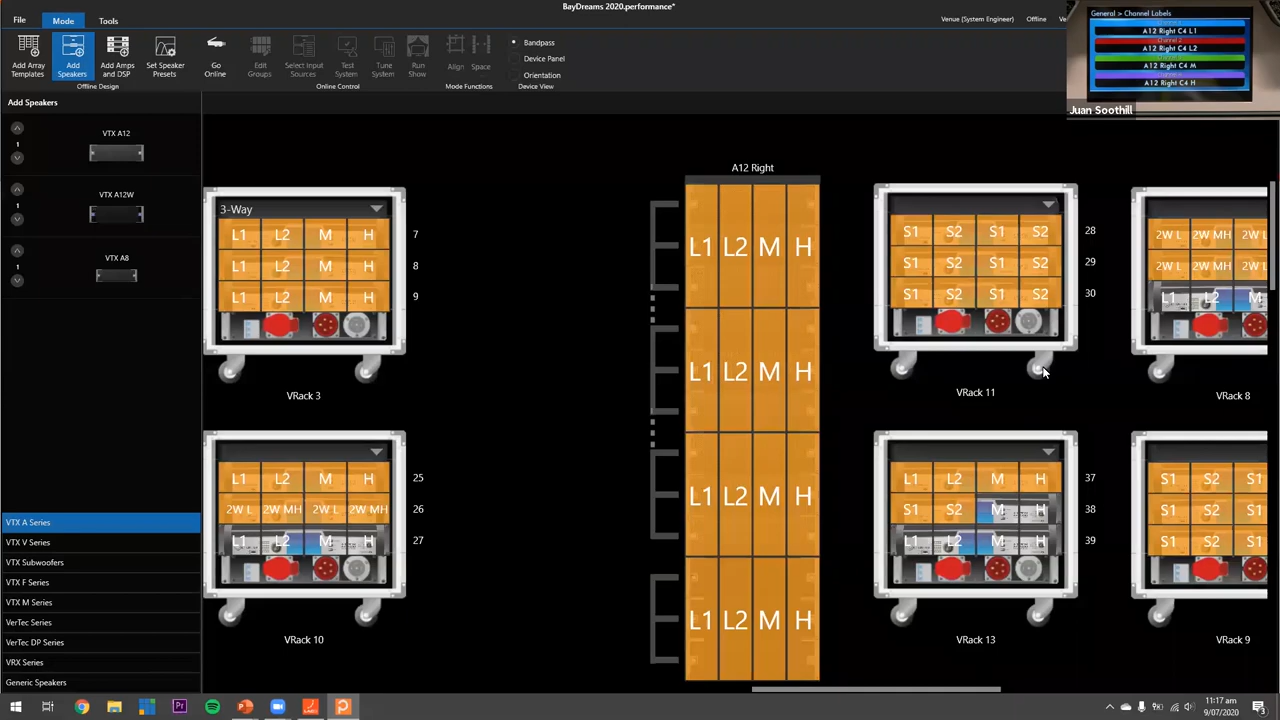 BayDreams 2020.performance*
File
Mode
Tools
Venue (System Engineer)
Offline
Add Array
Templates
Add
Speakers
Add Amps
and DSP
Set Speaker
Presets
Offline Design
Go
Online
Edit
Groups
Select Input
Sources
Test
System
Tune
System
Run
Show
Online Control
Align
Space
Mode Functions
Bandpass
Device Panel
Orientation
Device View
General > Channel Labels
A12 Right C4 L1
A12 Right C4 L2
A12 Right C4 M
A12 Right C4 H
Juan Soothill
Add Speakers
1
VTX A12
1
VTX A12W
1
VTX A8
VTX A Series
VTX V Series
VTX Subwoofers
VTX F Series
VTX M Series
VerTec Series
VerTec DP Series
VRX Series
Generic Speakers
3-Way
L1 L2 M H 7
L1 L2 M H 8
L1 L2 M H 9
VRack 3
L1 L2 M H 25
2W L 2W MH 2W L 2W MH 26
L1 L2 M H 27
VRack 10
A12 Right
L1 L2 M H
L1 L2 M H
L1 L2 M H
L1 L2 M H
S1 S2 S1 S2 28
S1 S2 S1 S2 29
S1 S2 S1 S2 30
VRack 11
L1 L2 M H 37
S1 S2 M H 38
L1 L2 M H 39
VRack 13
2W L 2W MH 2W L
2W L 2W MH 2W L
L1 L2 M
VRack 8
S1 S2 S1
S1 S2 S1
S1 S2 S1
VRack 9
11:17 am
9/07/2020